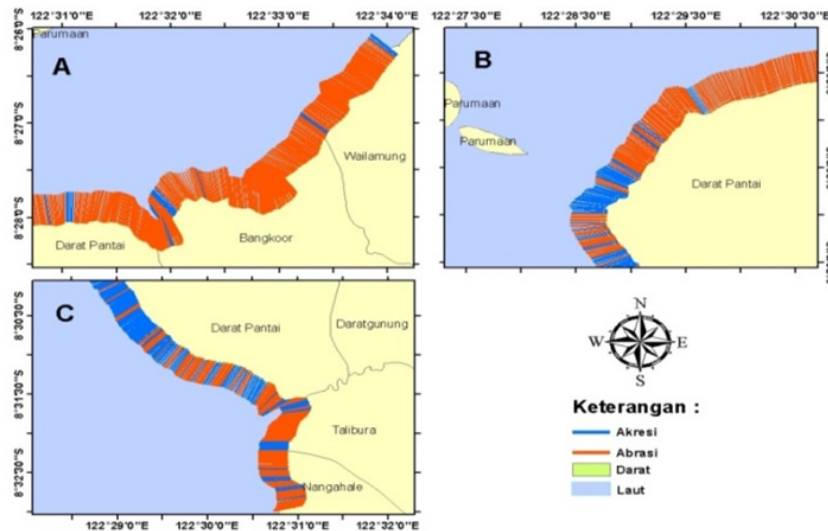 122°31'0"E 122°32'0"E 122°33'0"E 122°34'0"E
122°27'30"E 122°28'30"E 122°29'30"E 122°30'30"E
8°26'0"S
8°27'0"S
8°28'0"S
Parumaan
A
Wailamung
Bangkoor
Darat Pantai
B
Parumaan
Parumaan
Darat Pantai
8°30'30"S
8°31'30"S
8°32'30"S
C
Darat Pantai
Daratgunung
Talibura
Nangahale
122°29'0"E 122°30'0"E 122°31'0"E 122°32'0"E
N
W
E
S
Keterangan :
Akresi
Abrasi
Darat
Laut